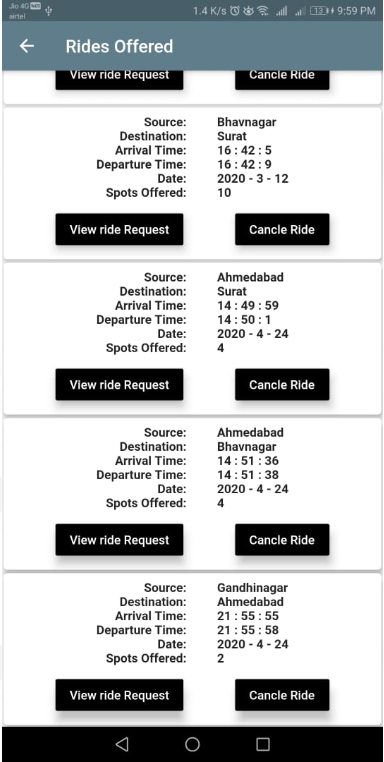 Jio 4G VoLTE
airtel
1.4 K/s 13 9:59 PM
Rides Offered
View ride Request Cancle Ride
Source: Bhavnagar
Destination: Surat
Arrival Time: 16 : 42 : 5
Departure Time: 16 : 42 : 9
Date: 2020 - 3 - 12
Spots Offered: 10
View ride Request Cancle Ride
Source: Ahmedabad
Destination: Surat
Arrival Time: 14 : 49 : 59
Departure Time: 14 : 50 : 1
Date: 2020 - 4 - 24
Spots Offered: 4
View ride Request Cancle Ride
Source: Ahmedabad
Destination: Bhavnagar
Arrival Time: 14 : 51 : 36
Departure Time: 14 : 51 : 38
Date: 2020 - 4 - 24
Spots Offered: 4
View ride Request Cancle Ride
Source: Gandhinagar
Destination: Ahmedabad
Arrival Time: 21 : 55 : 55
Departure Time: 21 : 55 : 58
Date: 2020 - 4 - 24
Spots Offered: 2
View ride Request Cancle Ride